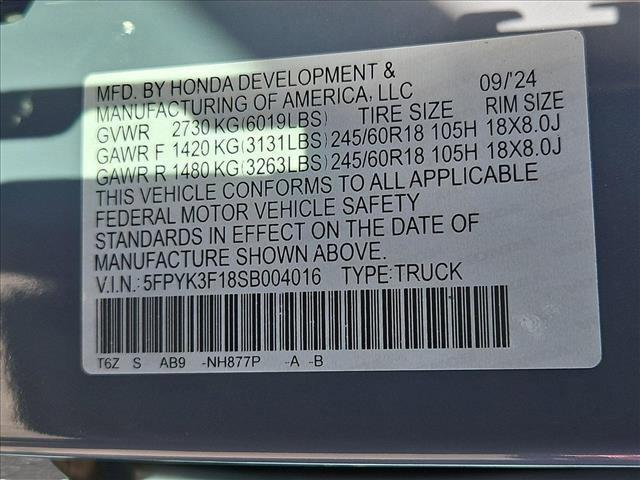 MFD. BY HONDA DEVELOPMENT & 09/'24
MANUFACTURING OF AMERICA, LLC
TIRE SIZE RIM SIZE
GVWR 2730 KG(6019LBS)
GAWR F 1420 KG(3131LBS) 245/60R18 105H 18X8.0J
GAWR R 1480 KG(3263LBS) 245/60R18 105H 18X8.0J
THIS VEHICLE CONFORMS TO ALL APPLICABLE
FEDERAL MOTOR VEHICLE SAFETY
STANDARDS IN EFFECT ON THE DATE OF
MANUFACTURE SHOWN ABOVE.
V.I.N.: 5FPYK3F18SB004016 TYPE:TRUCK
T6Z S AB9 -NH877P -A -B